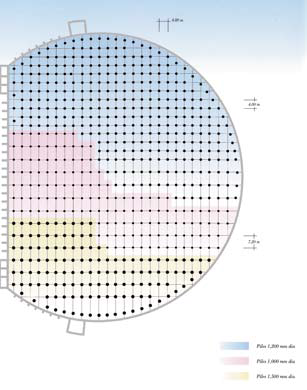 4.00 m
4.00 m
7.20 m
Piles 1,200 mm dia.
Piles 1,000 mm dia.
Piles 1,500 mm dia.